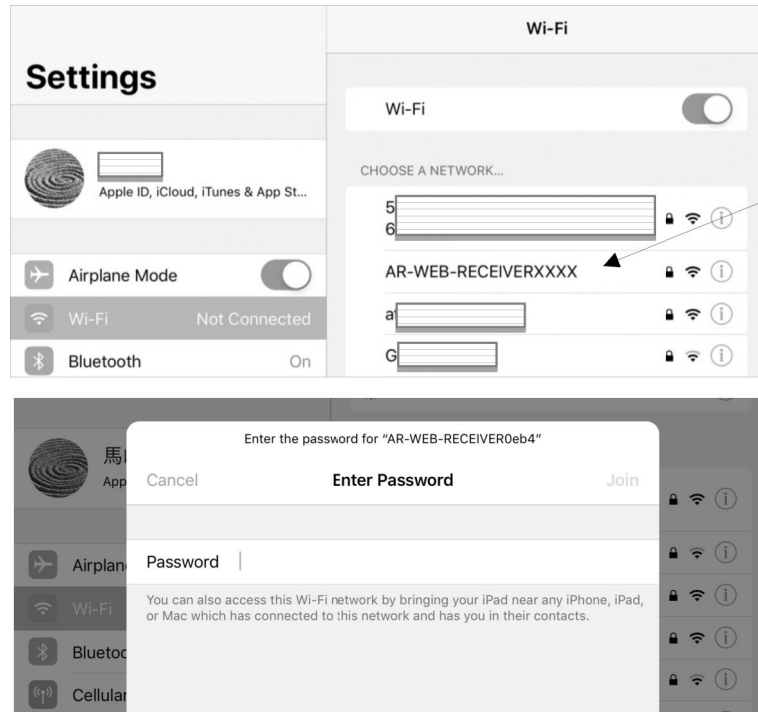 Wi-Fi
Settings
Wi-Fi
CHOOSE A NETWORK...
Apple ID, iCloud, iTunes & App St...
5
6
AR-WEB-RECEIVERXXXX
Airplane Mode
Wi-Fi Not Connected
a
Bluetooth On
G
Enter the password for “AR-WEB-RECEIVER0eb4”
馬
App
Cancel Enter Password Join
Airplan
Password
Wi-Fi
You can also access this Wi-Fi network by bringing your iPad near any iPhone, iPad,
or Mac which has connected to this network and has you in their contacts.
Bluetoo
Cellular